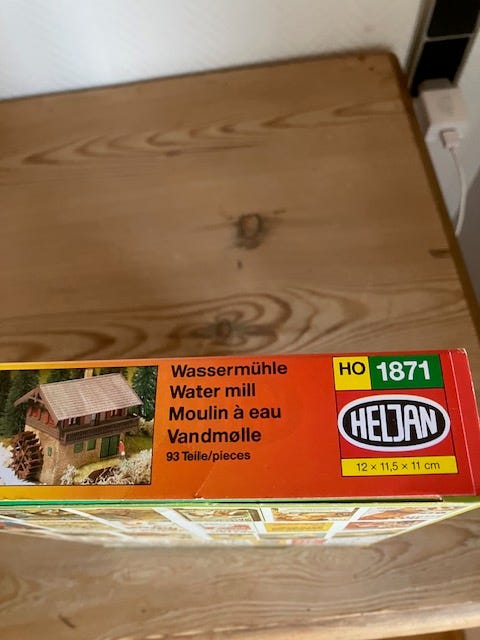 Wassermühle
Water mill
Moulin à eau
Vandmølle
93 Teile/pieces
HO 1871
HELJAN
12 x 11,5 x 11 cm